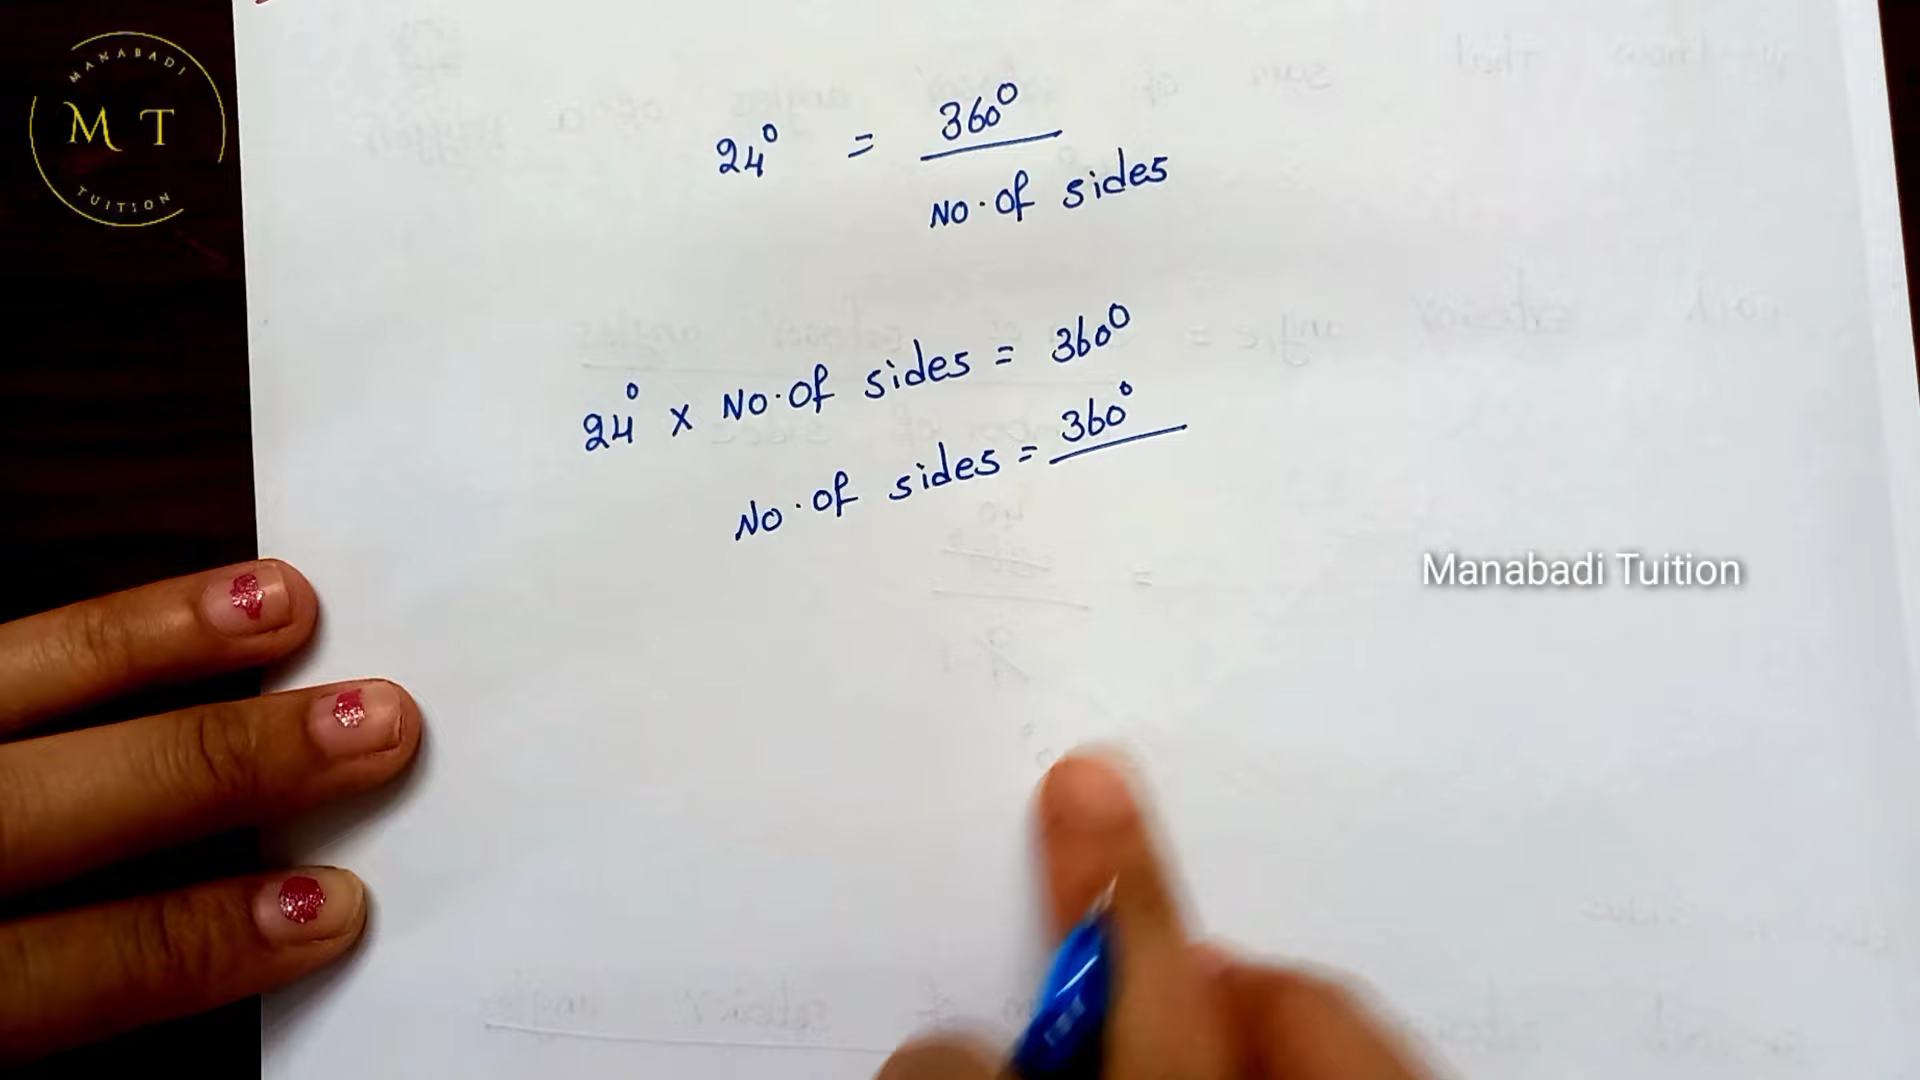 MANABADI
M T
TUITION
24° = 360° / No. of sides
24° x No. of sides = 360°
No. of sides = 360°
Manabadi Tuition